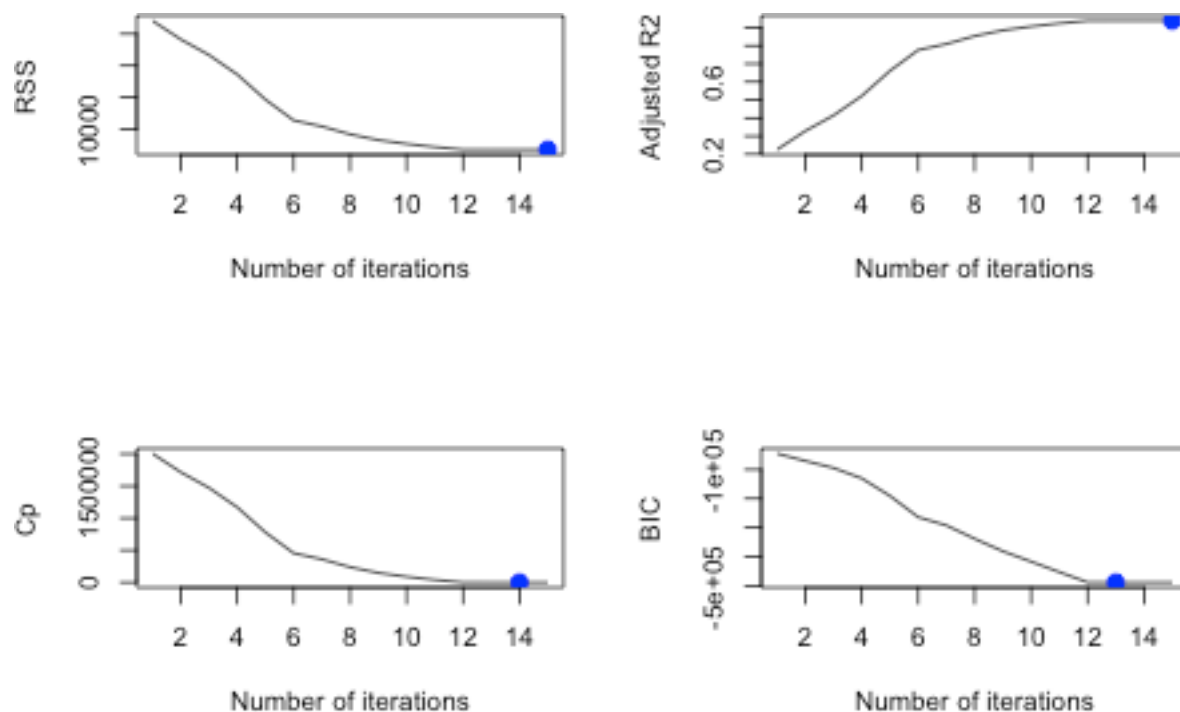 RSS
10000
2 4 6 8 10 12 14
Number of iterations
Adjusted R2
0.2 0.6
2 4 6 8 10 12 14
Number of iterations
Cp
0 1500000
2 4 6 8 10 12 14
Number of iterations
BIC
-5e+05 -1e+05
2 4 6 8 10 12 14
Number of iterations